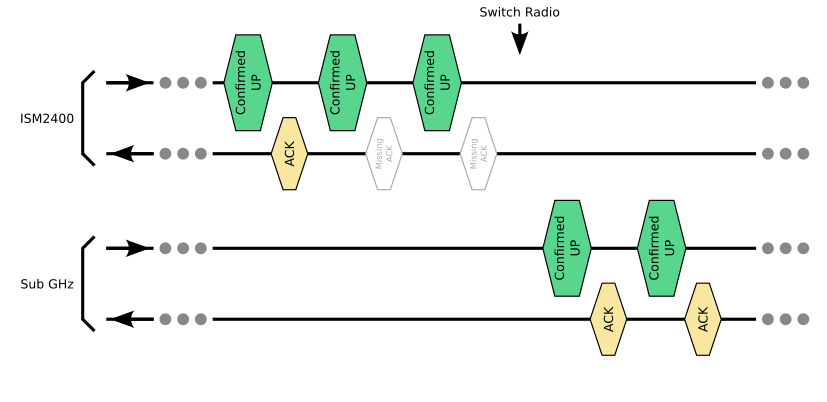 Switch Radio
Confirmed
UP
Confirmed
UP
Confirmed
UP
ISM2400
ACK
Missing
ACK
Missing
ACK
Confirmed
UP
Confirmed
UP
Sub GHz
ACK
ACK